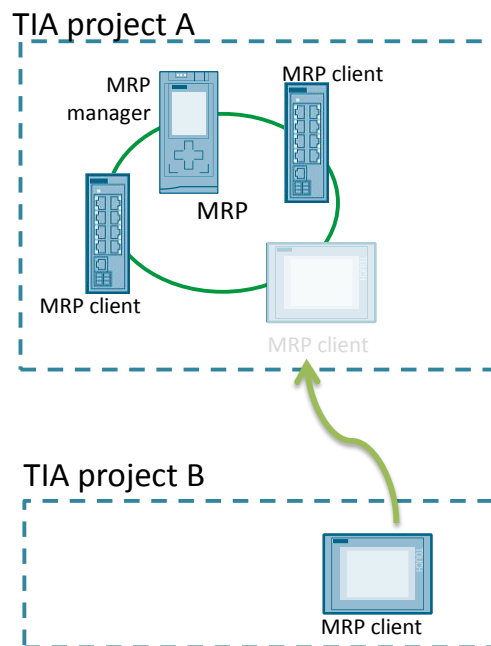 TIA project A
MRP
manager
MRP client
MRP
MRP client
MRP client
TIA project B
MRP client